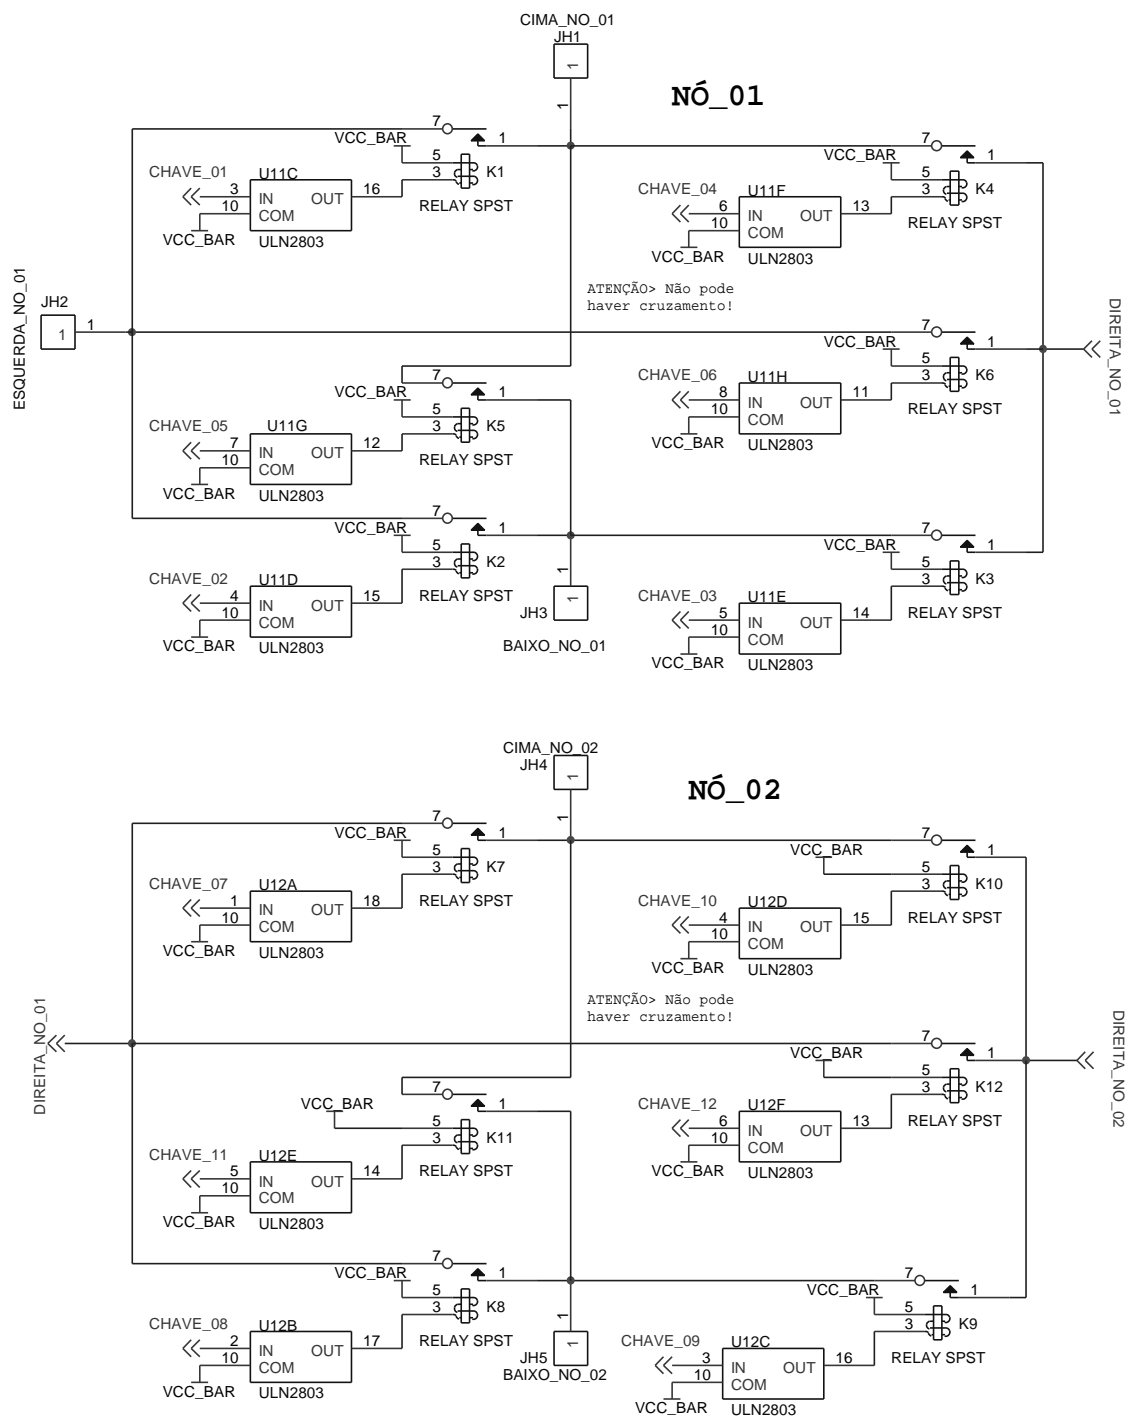 CIMA_NO_01
JH1
1
1
NÓ_01
7
1
VCC_BAR
5
3
K1
RELAY SPST
CHAVE_01
U11C
3
10
IN
COM
OUT
16
VCC_BAR
ULN2803
7
1
VCC_BAR
5
3
K4
RELAY SPST
CHAVE_04
U11F
6
10
IN
COM
OUT
13
VCC_BAR
ULN2803
ATENÇÃO> Não pode
haver cruzamento!
ESQUERDA_NO_01
JH2
1
1
DIREITA_NO_01
7
1
VCC_BAR
5
3
K6
RELAY SPST
CHAVE_06
U11H
8
10
IN
COM
OUT
11
VCC_BAR
ULN2803
7
1
VCC_BAR
5
3
K5
RELAY SPST
CHAVE_05
U11G
7
10
IN
COM
OUT
12
VCC_BAR
ULN2803
7
1
VCC_BAR
5
3
K2
RELAY SPST
CHAVE_02
U11D
4
10
IN
COM
OUT
15
VCC_BAR
ULN2803
1
JH3
1
BAIXO_NO_01
7
1
VCC_BAR
5
3
K3
RELAY SPST
CHAVE_03
U11E
5
10
IN
COM
OUT
14
VCC_BAR
ULN2803
CIMA_NO_02
JH4
1
1
NÓ_02
7
1
VCC_BAR
5
3
K7
RELAY SPST
CHAVE_07
U12A
1
10
IN
COM
OUT
18
VCC_BAR
ULN2803
7
1
VCC_BAR
5
3
K10
RELAY SPST
CHAVE_10
U12D
4
10
IN
COM
OUT
15
VCC_BAR
ULN2803
ATENÇÃO> Não pode
haver cruzamento!
DIREITA_NO_01
DIREITA_NO_02
7
1
VCC_BAR
5
3
K12
RELAY SPST
CHAVE_12
U12F
6
10
IN
COM
OUT
13
VCC_BAR
ULN2803
7
1
VCC_BAR
5
3
K11
RELAY SPST
CHAVE_11
U12E
5
10
IN
COM
OUT
14
VCC_BAR
ULN2803
7
1
VCC_BAR
5
3
K8
RELAY SPST
CHAVE_08
U12B
2
10
IN
COM
OUT
17
VCC_BAR
ULN2803
1
JH5
1
BAIXO_NO_02
7
1
VCC_BAR
5
3
K9
RELAY SPST
CHAVE_09
U12C
3
10
IN
COM
OUT
16
VCC_BAR
ULN2803